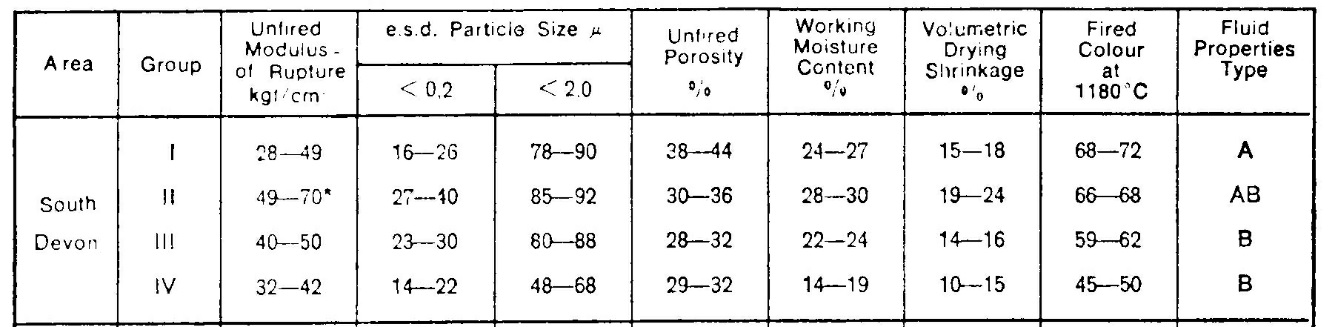 Area | Group | Unfired Modulus - of Rupture kgf/cm² | e.s.d. Particle Size μ < 0.2 | e.s.d. Particle Size μ < 2.0 | Unfired Porosity % | Working Moisture Content % | Volumetric Drying Shrinkage % | Fired Colour at 1180°C | Fluid Properties Type
South Devon | I | 28—49 | 16—26 | 78—90 | 38—44 | 24—27 | 15—18 | 68—72 | A
II | 49—70* | 27—40 | 85—92 | 30—36 | 28—30 | 19—24 | 66—68 | AB
III | 40—50 | 23—30 | 80—88 | 28—32 | 22—24 | 14—16 | 59—62 | B
IV | 32—42 | 14—22 | 48—68 | 29—32 | 14—19 | 10—15 | 45—50 | B